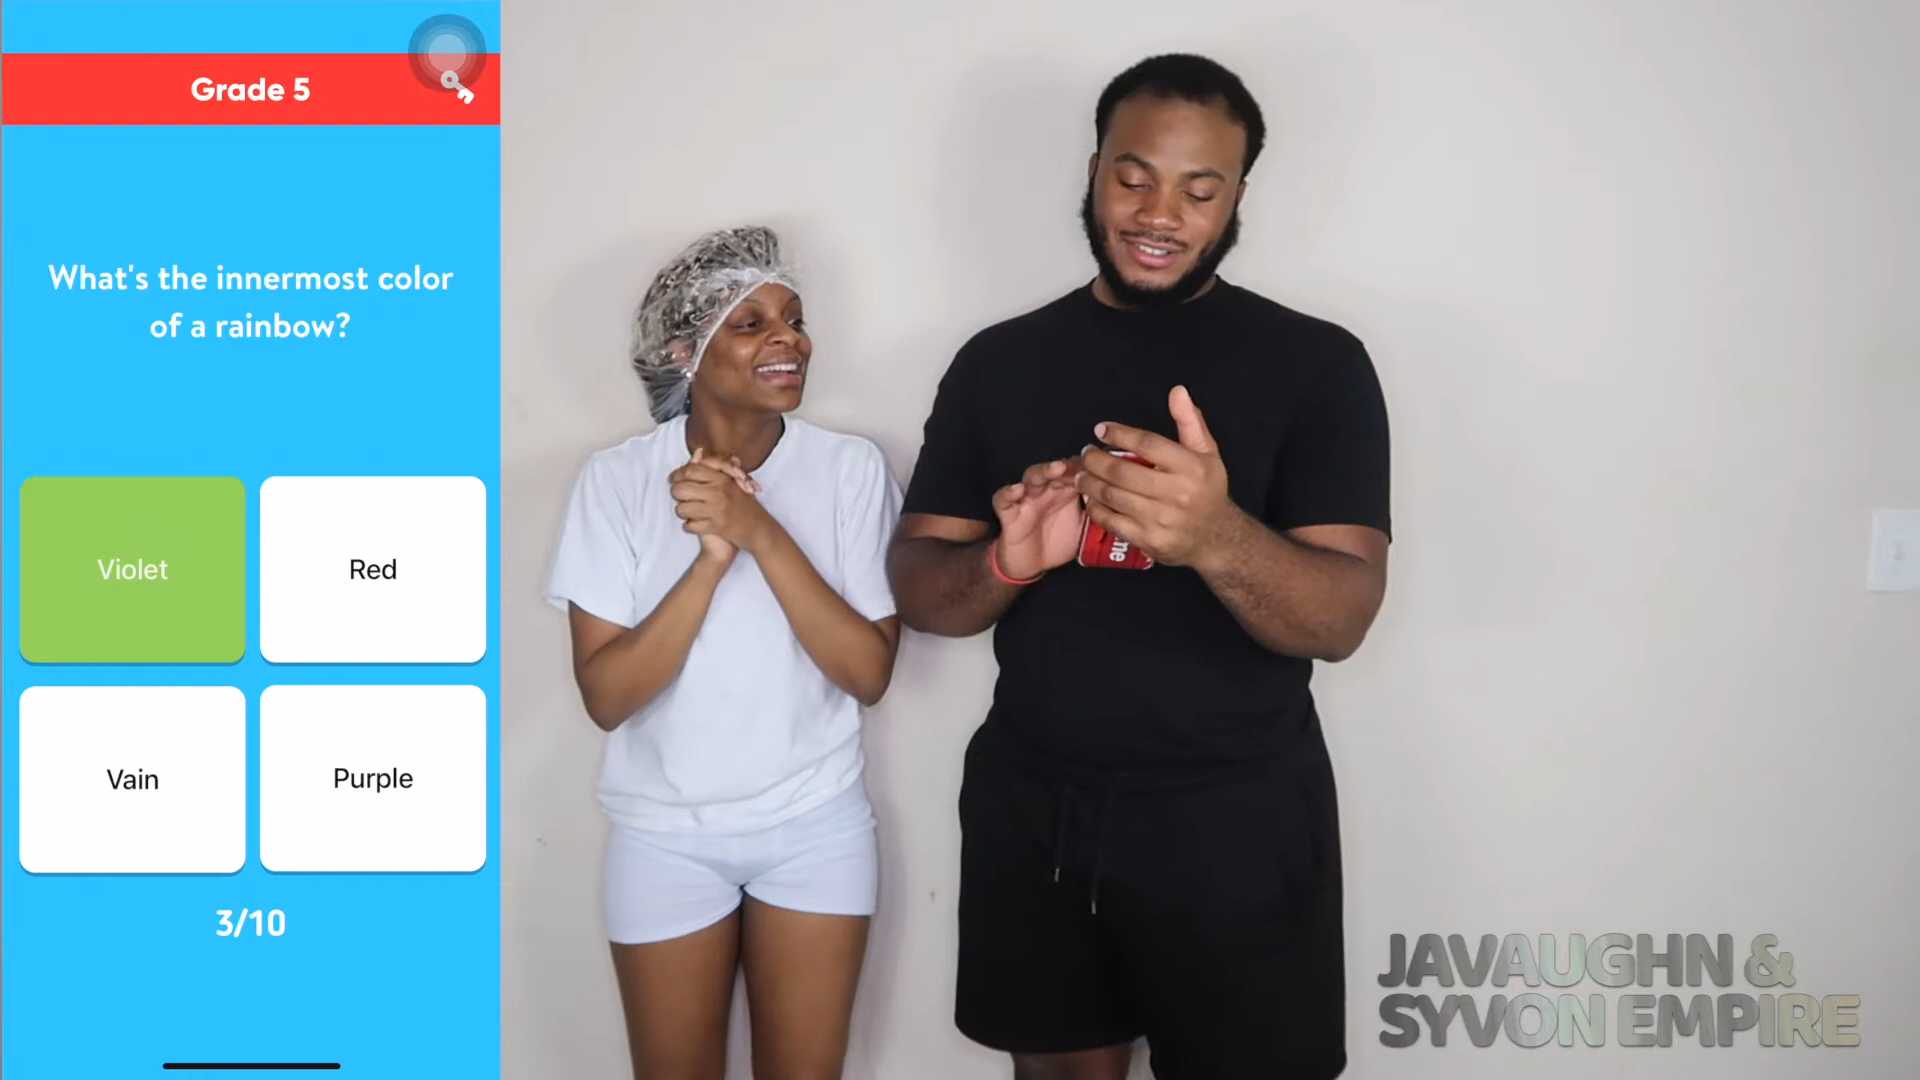 Grade 5
What's the innermost color
of a rainbow?
Violet
Red
Vain
Purple
3/10
JAVAUGHN &
SYVON EMPIRE